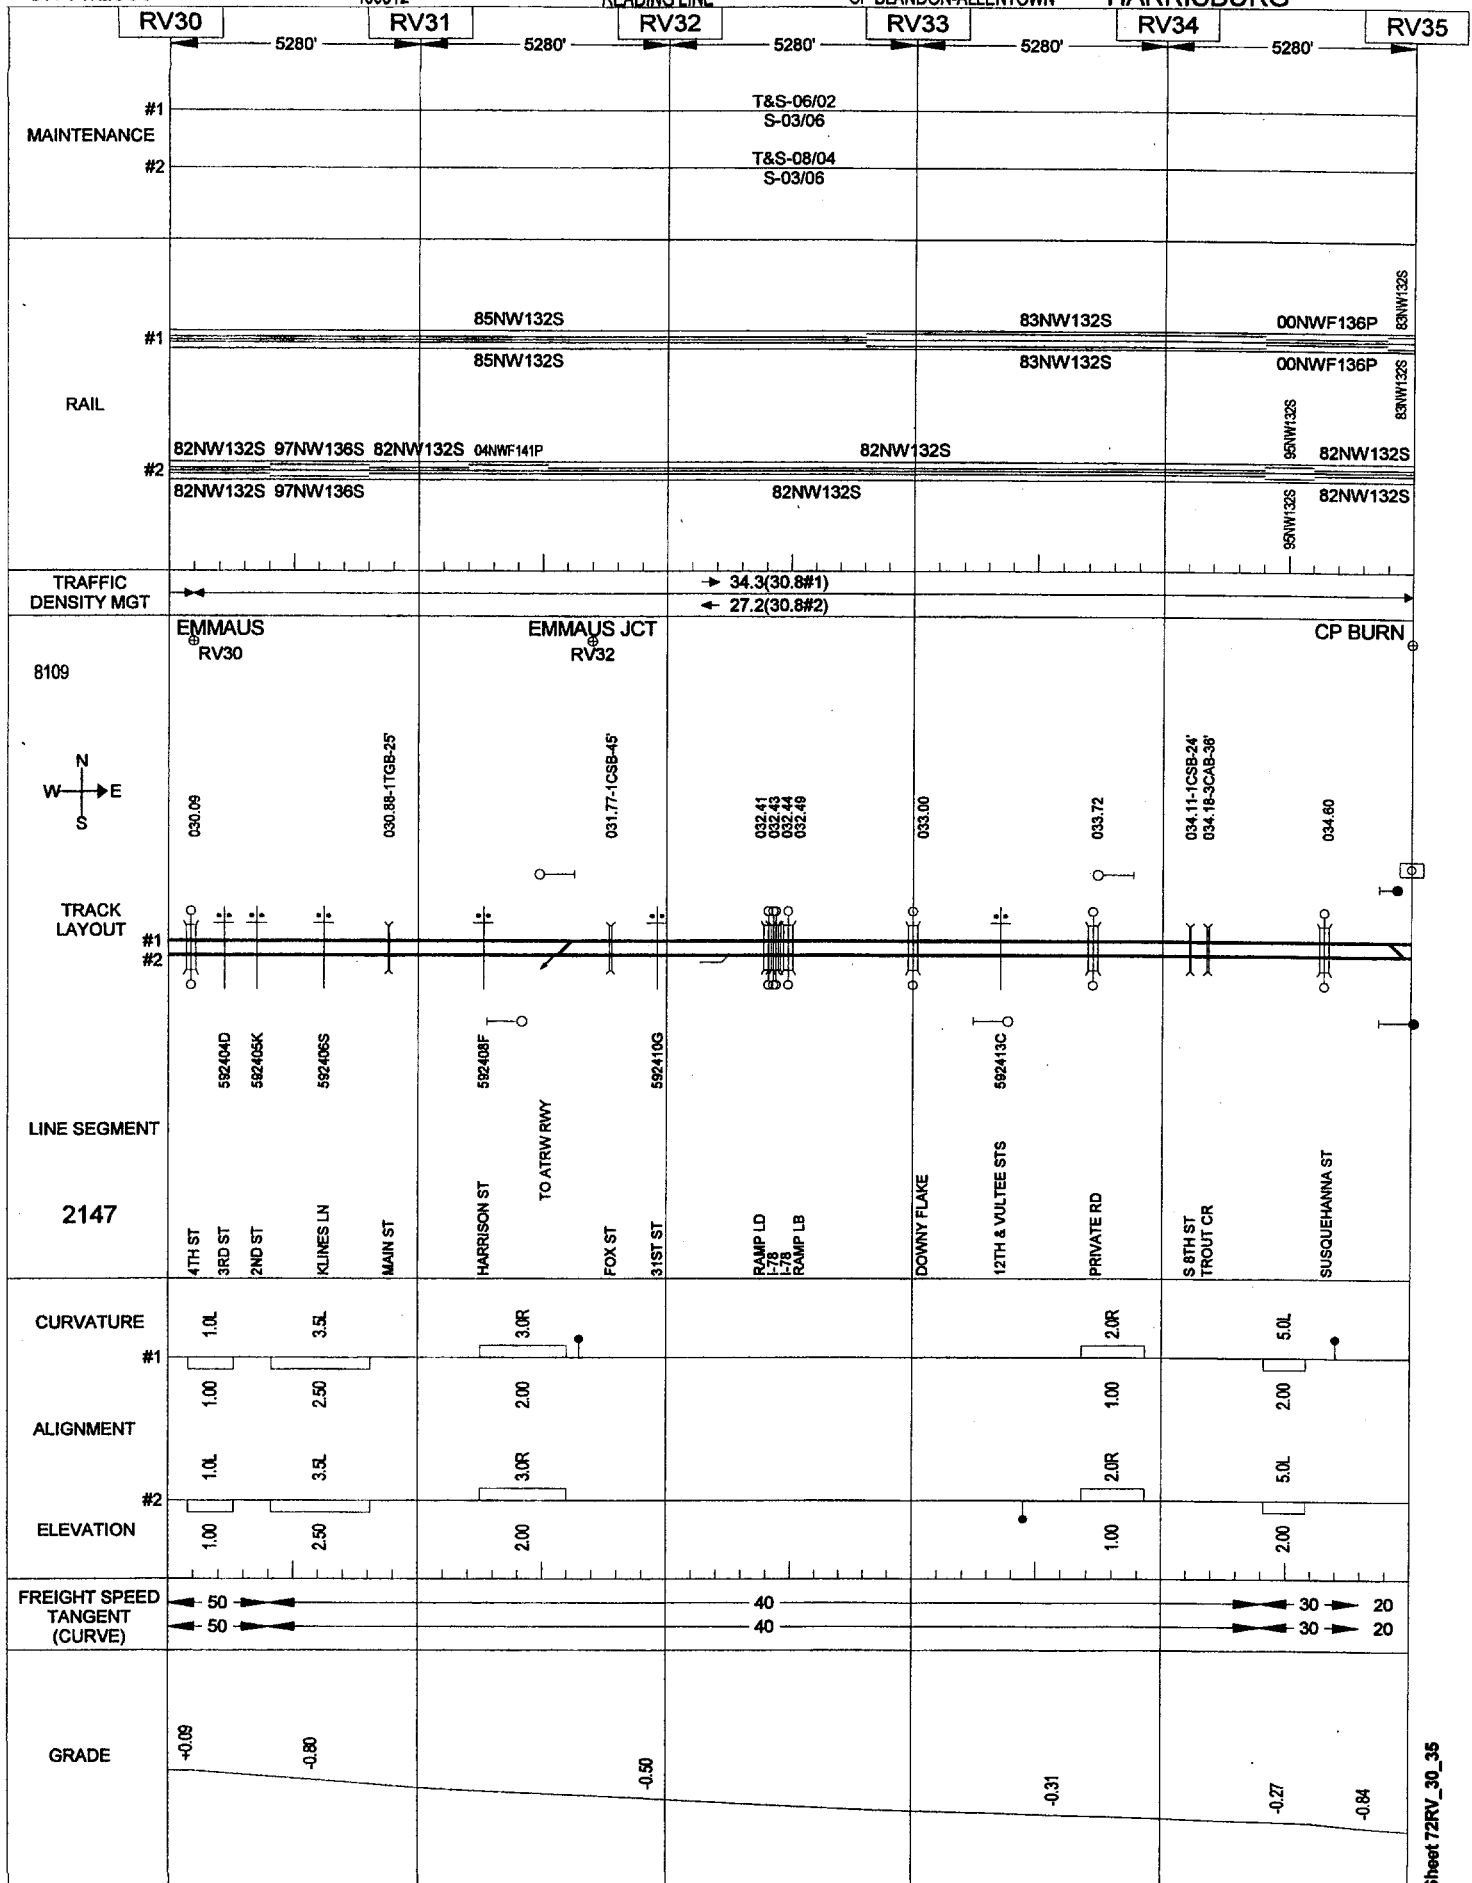 READING LINE
CP BLANDON-ALLENTOWN
HARRISBURG
RV30 RV31 RV32 RV33 RV34 RV35
5280' 5280' 5280' 5280' 5280'
MAINTENANCE
#1
T&S-06/02
S-03/06
#2
T&S-08/04
S-03/06
RAIL
#1
85NW132S 83NW132S 00NWF136P 83NW132S
85NW132S 83NW132S 00NWF136P 83NW132S
#2
82NW132S 97NW136S 82NW132S 04NWF141P 82NW132S 95NW132S 82NW132S
82NW132S 97NW136S 82NW132S 95NW132S 82NW132S
TRAFFIC
DENSITY MGT
34.3(30.8#1)
27.2(30.8#2)
EMMAUS
RV30
EMMAUS JCT
RV32
CP BURN
8109
N
W E
S
030.09
030.88-1TGB-25'
031.77-1CSB-45'
032.41
032.43
032.44
032.49
033.00
033.72
034.11-1CSB-24'
034.18-3CAB-36'
034.60
TRACK
LAYOUT
#1
#2
592404D
592405K
592406S
592408F
592410G
592413C
LINE SEGMENT
2147
4TH ST
3RD ST
2ND ST
KLINES LN
MAIN ST
HARRISON ST
TO ATRW RWY
FOX ST
31ST ST
RAMP LD
I-78
I-78
RAMP LB
DOWNY FLAKE
12TH & VULTEE STS
PRIVATE RD
S 8TH ST
TROUT CR
SUSQUEHANNA ST
CURVATURE
1.0L 3.5L 3.0R 2.0R 5.0L
#1
1.00 2.50 2.00 1.00 2.00
ALIGNMENT
1.0L 3.5L 3.0R 2.0R 5.0L
#2
ELEVATION
1.00 2.50 2.00 1.00 2.00
FREIGHT SPEED
TANGENT
(CURVE)
50 40 30 20
50 40 30 20
GRADE
+0.09 -0.80 -0.50 -0.31 -0.27 -0.84
Sheet 72RV_30_35